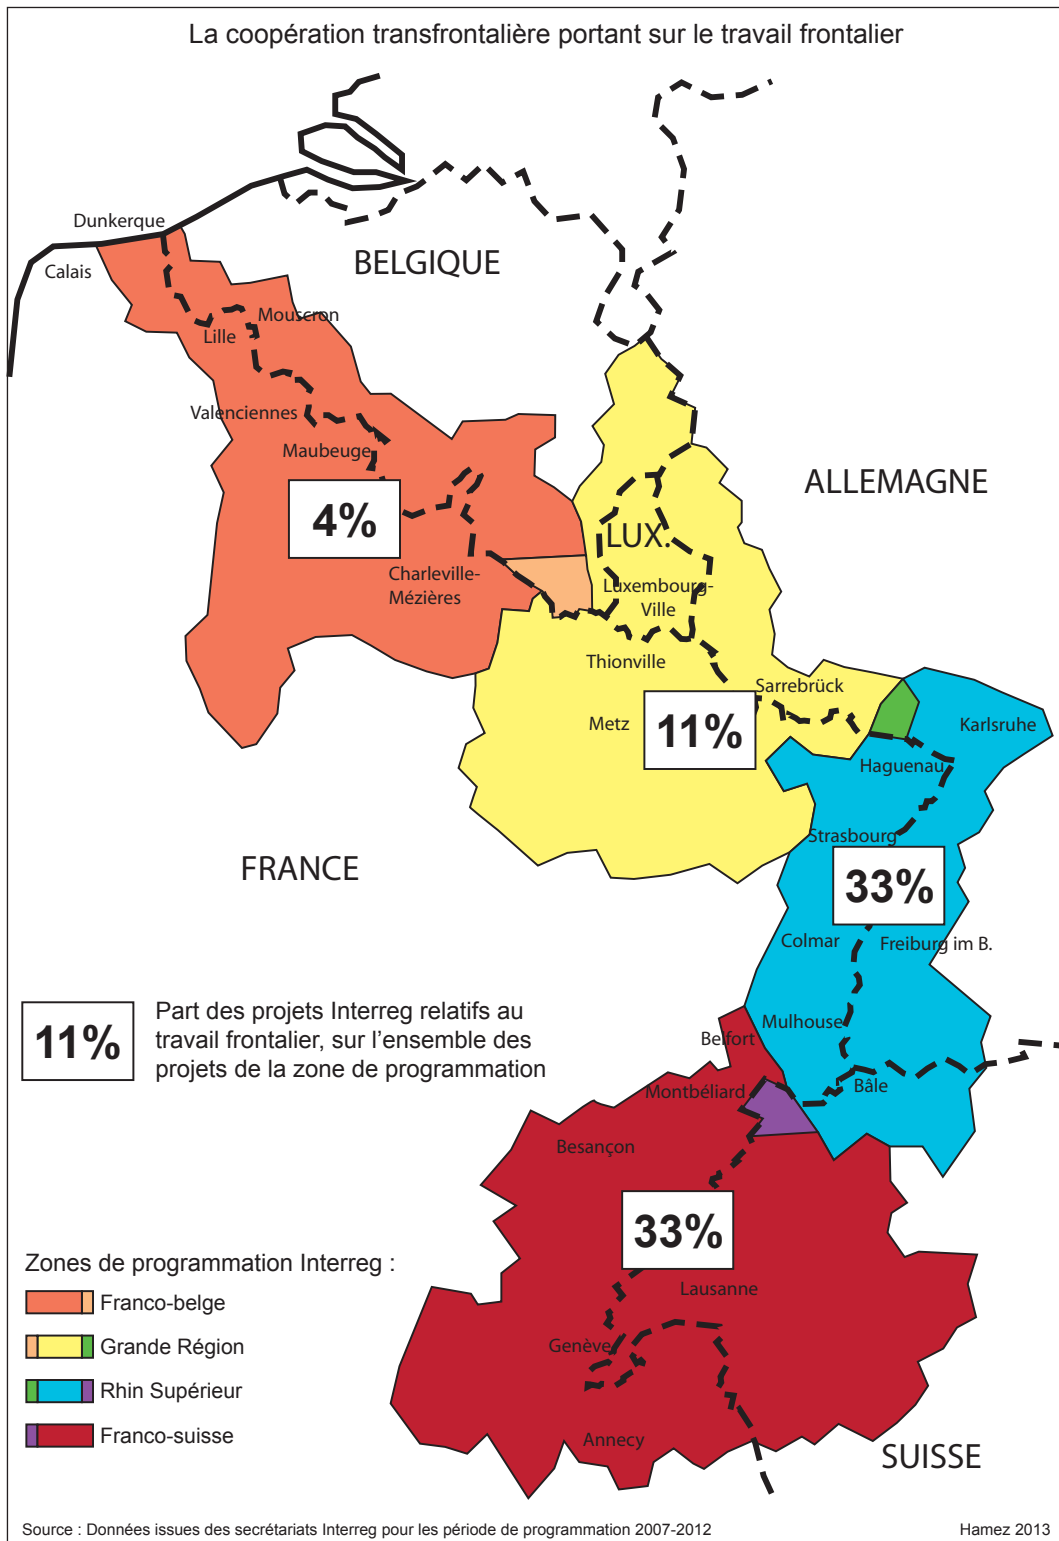 La coopération transfrontalière portant sur le travail frontalier
Dunkerque
Calais
BELGIQUE
Mouscron
Lille
Valenciennes
Maubeuge
ALLEMAGNE
4%
LUX.
Charleville-
Mézières
Luxembourg-
Ville
Thionville
Sarrebrück
Metz
11%
Karlsruhe
Haguenau
Strasbourg
FRANCE
33%
Colmar
Freiburg im B.
11%
Part des projets Interreg relatifs au
travail frontalier, sur l'ensemble des
projets de la zone de programmation
Mulhouse
Belfort
Montbéliard
Bâle
Besançon
33%
Lausanne
Genève
Annecy
SUISSE
Zones de programmation Interreg :
Franco-belge
Grande Région
Rhin Supérieur
Franco-suisse
Source : Données issues des secrétariats Interreg pour les période de programmation 2007-2012
Hamez 2013